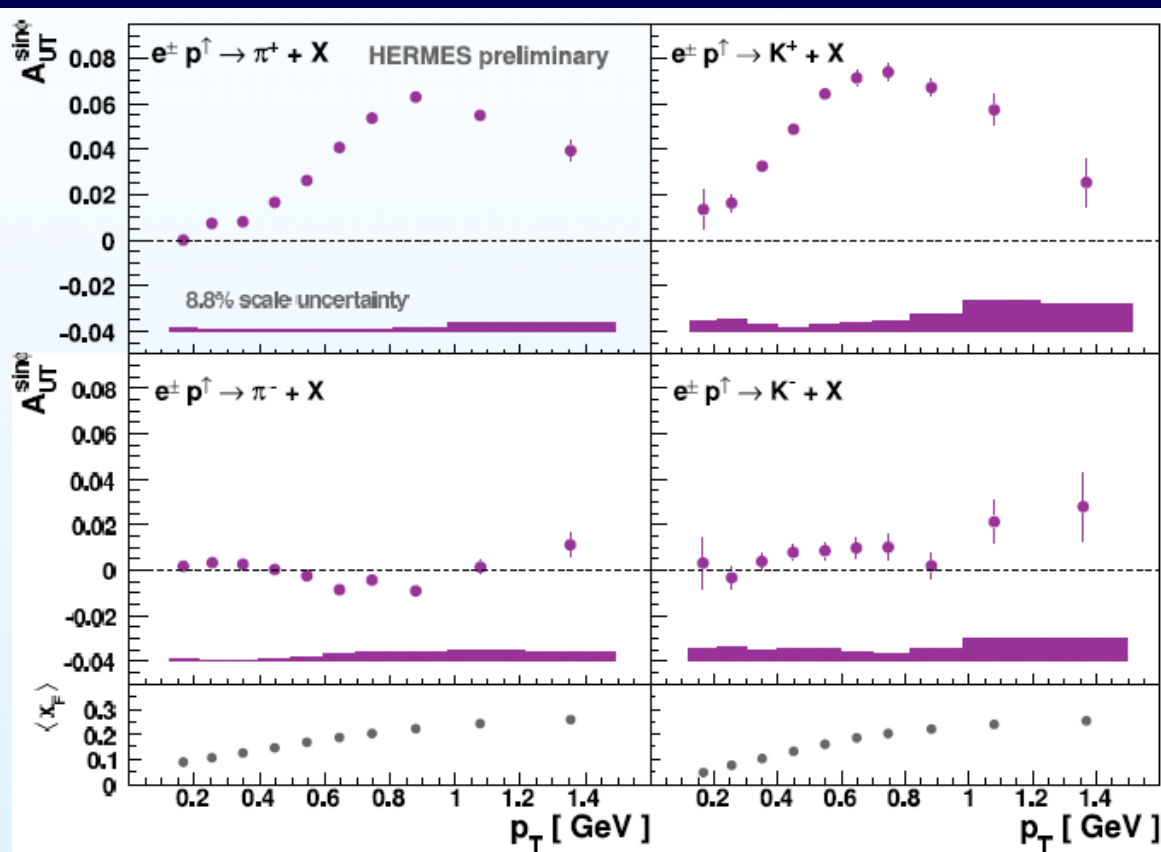 A_UT^sinϕ
e± p↑ → π+ + X
HERMES preliminary
e± p↑ → K+ + X
0.08
0.06
0.04
0.02
0
-0.02
-0.04
8.8% scale uncertainty
A_UT^sinϕ
e± p↑ → π- + X
e± p↑ → K- + X
0.08
0.06
0.04
0.02
0
-0.02
-0.04
⟨x_F⟩
0.3
0.2
0.1
0
0.2 0.4 0.6 0.8 1 1.2 1.4
0.2 0.4 0.6 0.8 1 1.2 1.4
p_T [ GeV ]
p_T [ GeV ]